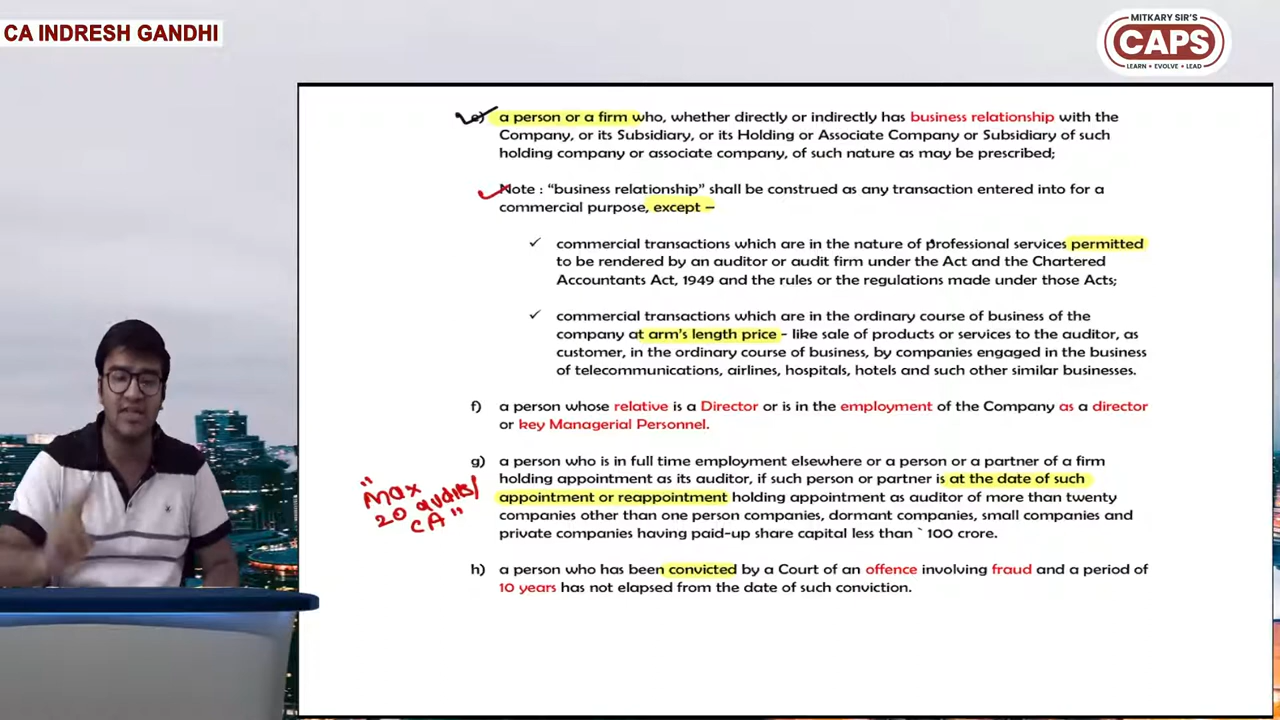 CA INDRESH GANDHI
MITKARY SIR'S
CAPS
LEARN • EVOLVE • LEAD
e) a person or a firm who, whether directly or indirectly has business relationship with the
Company, or its Subsidiary, or its Holding or Associate Company or Subsidiary of such
holding company or associate company, of such nature as may be prescribed;
Note : “business relationship” shall be construed as any transaction entered into for a
commercial purpose, except –
✓ commercial transactions which are in the nature of professional services permitted
to be rendered by an auditor or audit firm under the Act and the Chartered
Accountants Act, 1949 and the rules or the regulations made under those Acts;
✓ commercial transactions which are in the ordinary course of business of the
company at arm's length price - like sale of products or services to the auditor, as
customer, in the ordinary course of business, by companies engaged in the business
of telecommunications, airlines, hospitals, hotels and such other similar businesses.
f) a person whose relative is a Director or is in the employment of the Company as a director
or key Managerial Personnel.
g) a person who is in full time employment elsewhere or a person or a partner of a firm
holding appointment as its auditor, if such person or partner is at the date of such
appointment or reappointment holding appointment as auditor of more than twenty
companies other than one person companies, dormant companies, small companies and
private companies having paid-up share capital less than ` 100 crore.
"Max
20 audits/
CA"
h) a person who has been convicted by a Court of an offence involving fraud and a period of
10 years has not elapsed from the date of such conviction.